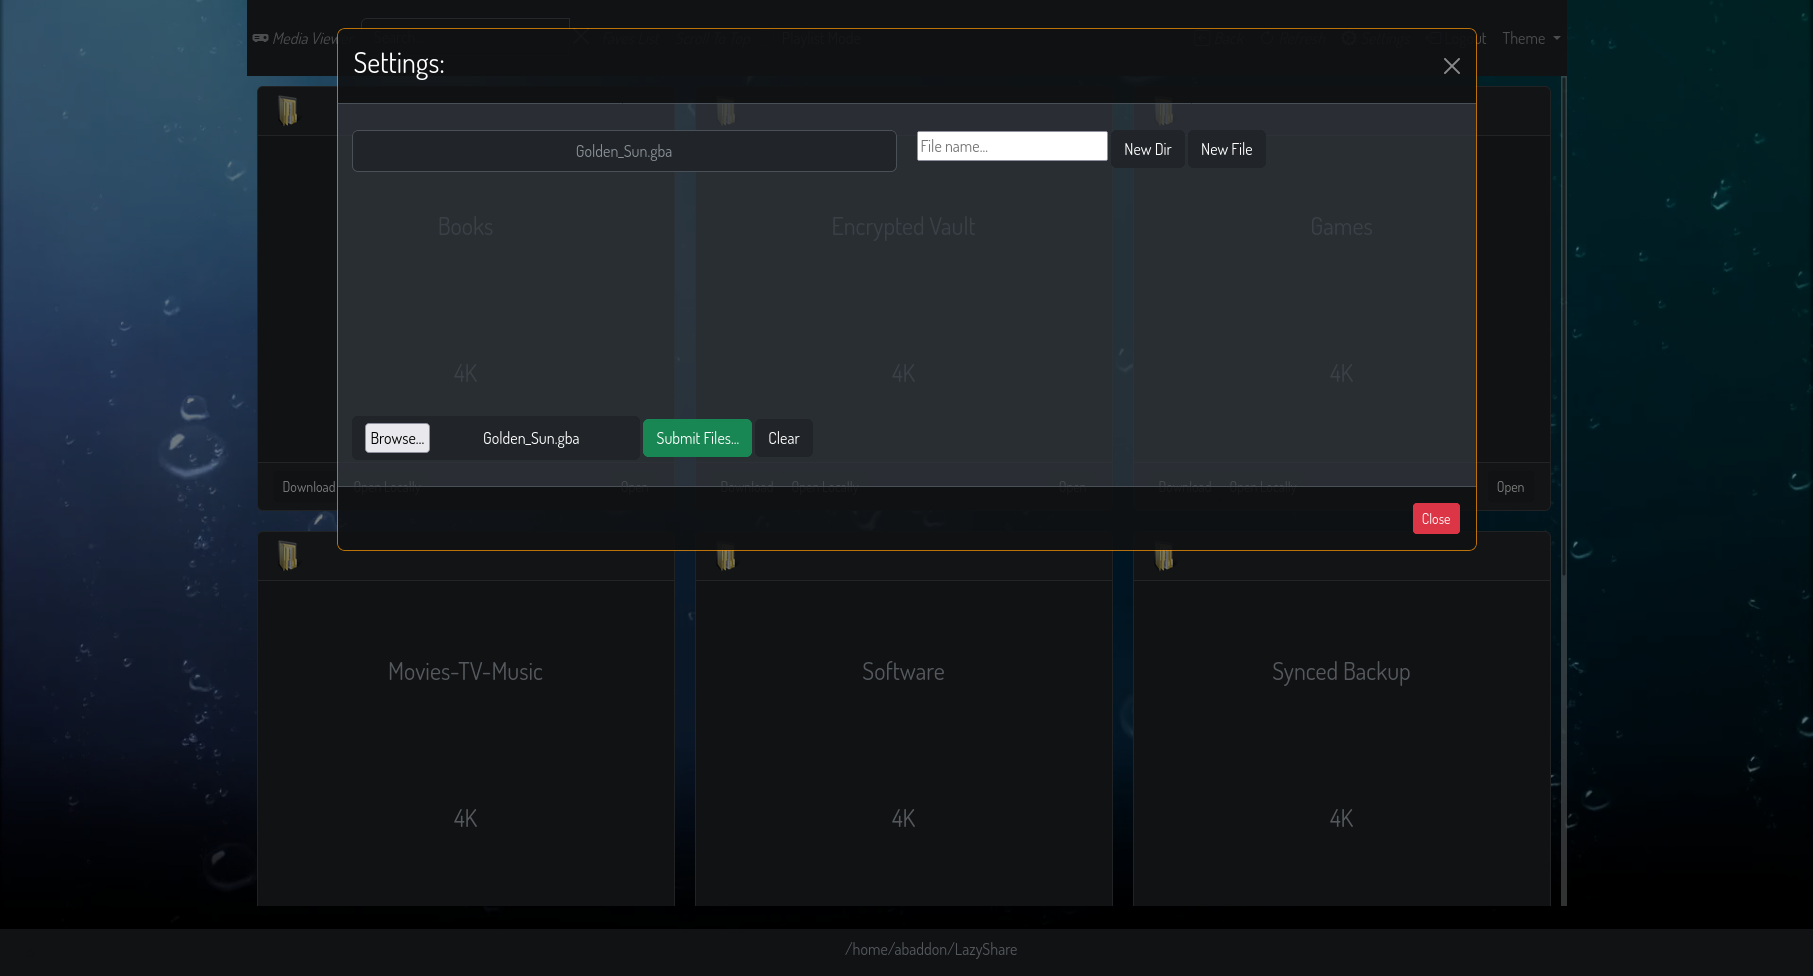 Media View
ut
Theme
Settings:
Golden_Sun.gba
File name...
New Dir
New File
Books
Encrypted Vault
Games
4K
4K
4K
Browse...
Golden_Sun.gba
Submit Files...
Clear
Download
Open Locally
Open
Download
Open Locally
Open
Download
Open Locally
Open
Close
Movies-TV-Music
Software
Synced Backup
4K
4K
4K
/home/abaddon/LazyShare